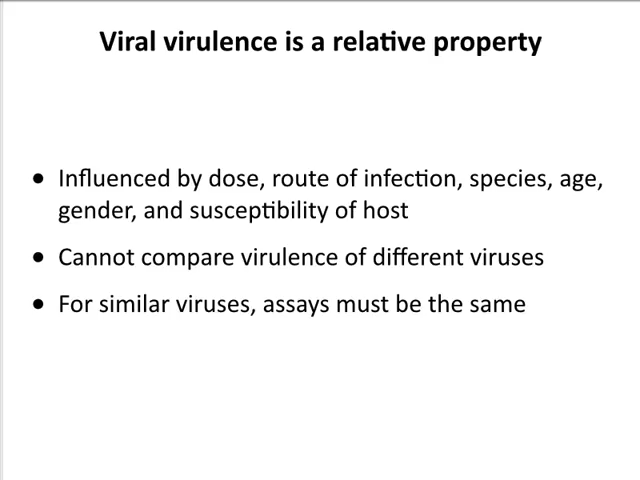 Viral virulence is a relative property
● Influenced by dose, route of infection, species, age,
gender, and susceptibility of host
● Cannot compare virulence of different viruses
● For similar viruses, assays must be the same